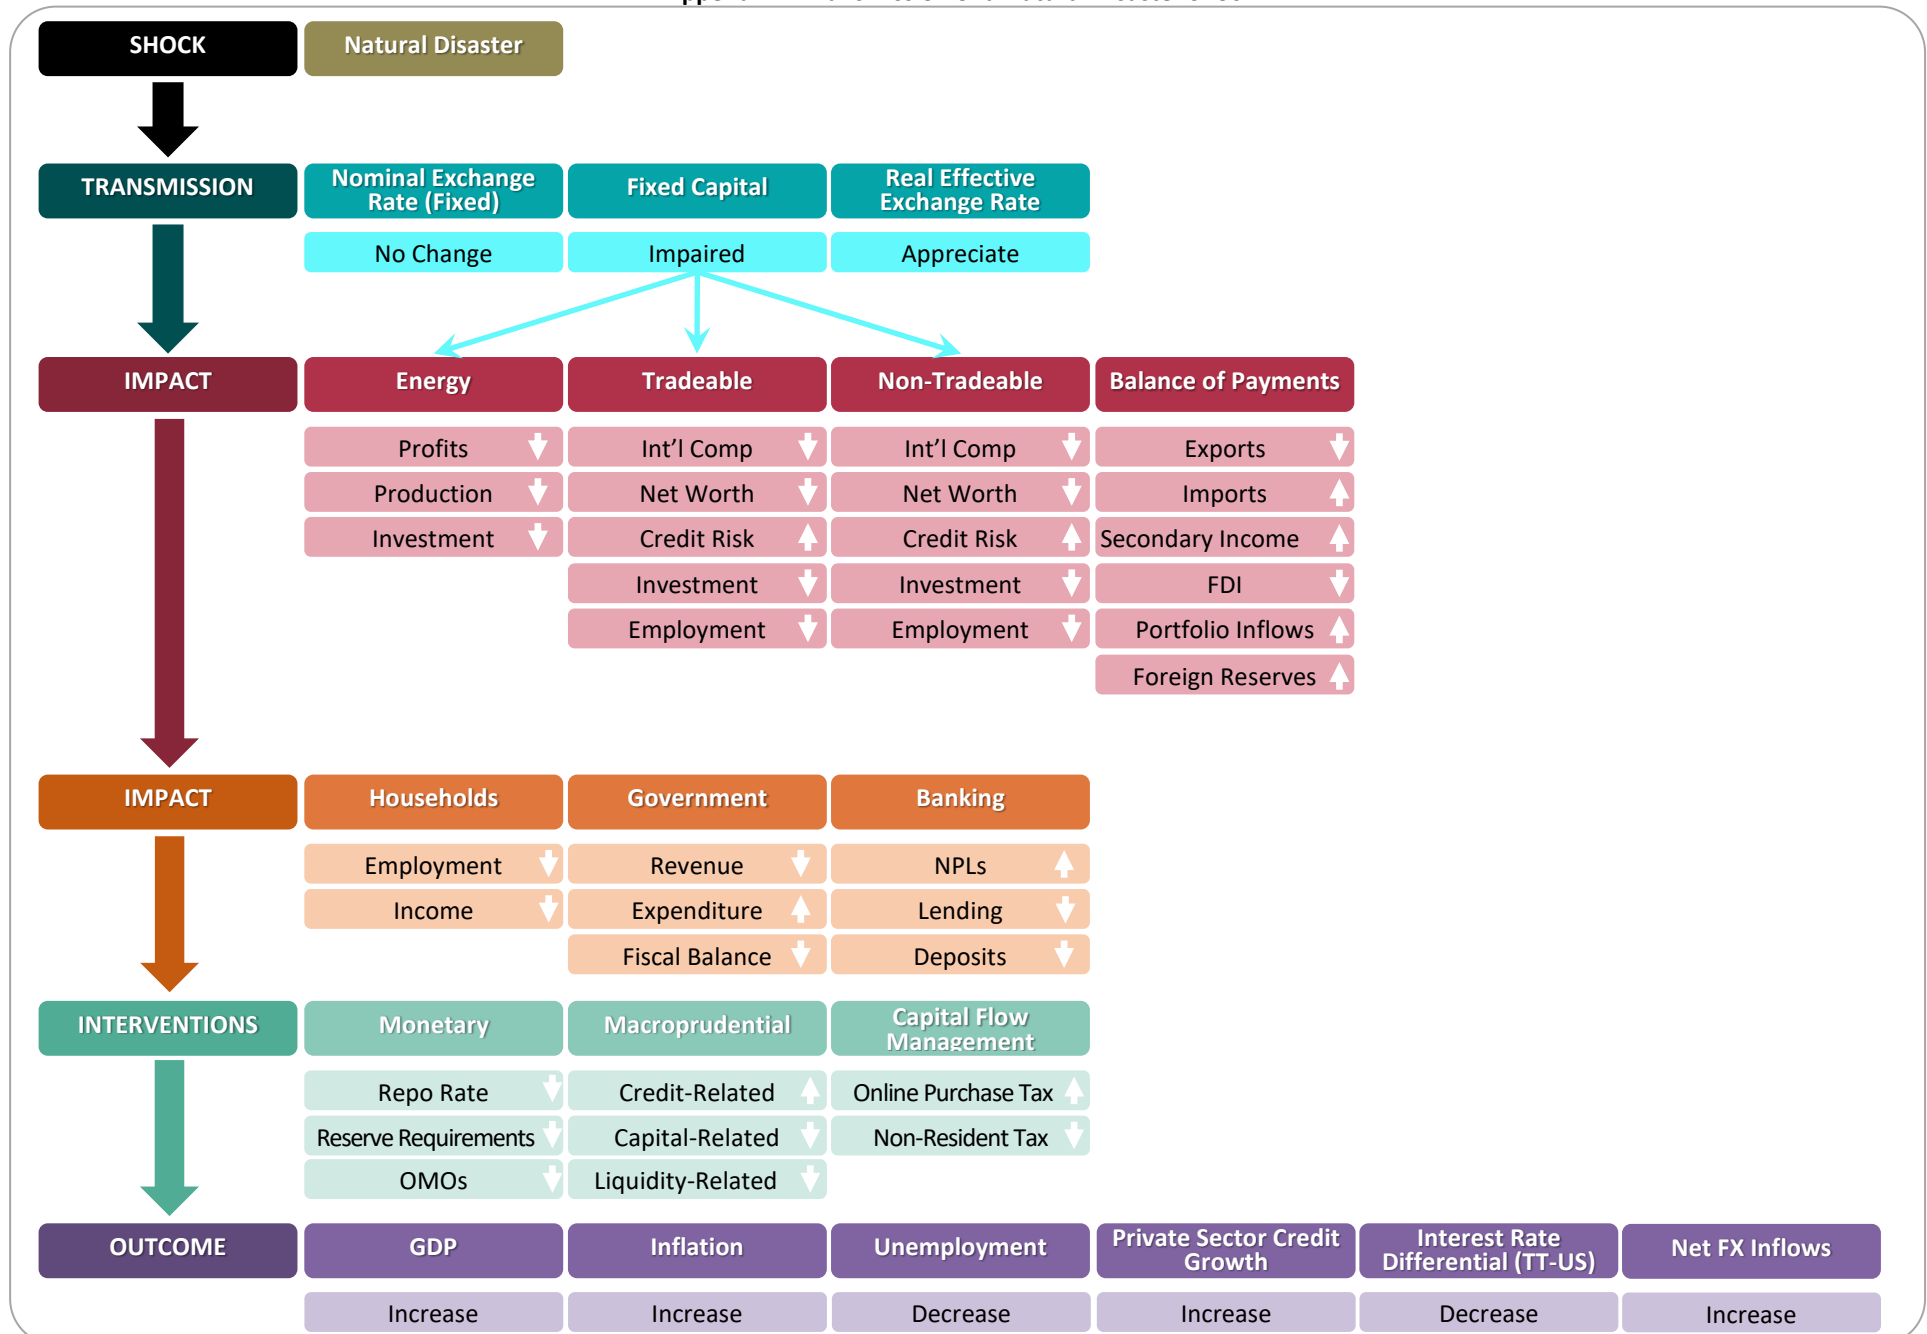 SHOCK
Natural Disaster
TRANSMISSION
Nominal Exchange
Rate (Fixed)
Fixed Capital
Real Effective
Exchange Rate
No Change
Impaired
Appreciate
IMPACT
Energy
Tradeable
Non-Tradeable
Balance of Payments
Profits
Int'l Comp
Int'l Comp
Exports
Production
Net Worth
Net Worth
Imports
Investment
Credit Risk
Credit Risk
Secondary Income
Investment
Investment
FDI
Employment
Employment
Portfolio Inflows
Foreign Reserves
IMPACT
Households
Government
Banking
Employment
Revenue
NPLs
Income
Expenditure
Lending
Fiscal Balance
Deposits
INTERVENTIONS
Monetary
Macroprudential
Capital Flow
Management
Repo Rate
Credit-Related
Online Purchase Tax
Reserve Requirements
Capital-Related
Non-Resident Tax
OMOs
Liquidity-Related
OUTCOME
GDP
Inflation
Unemployment
Private Sector Credit
Growth
Interest Rate
Differential (TT-US)
Net FX Inflows
Increase
Increase
Decrease
Increase
Decrease
Increase